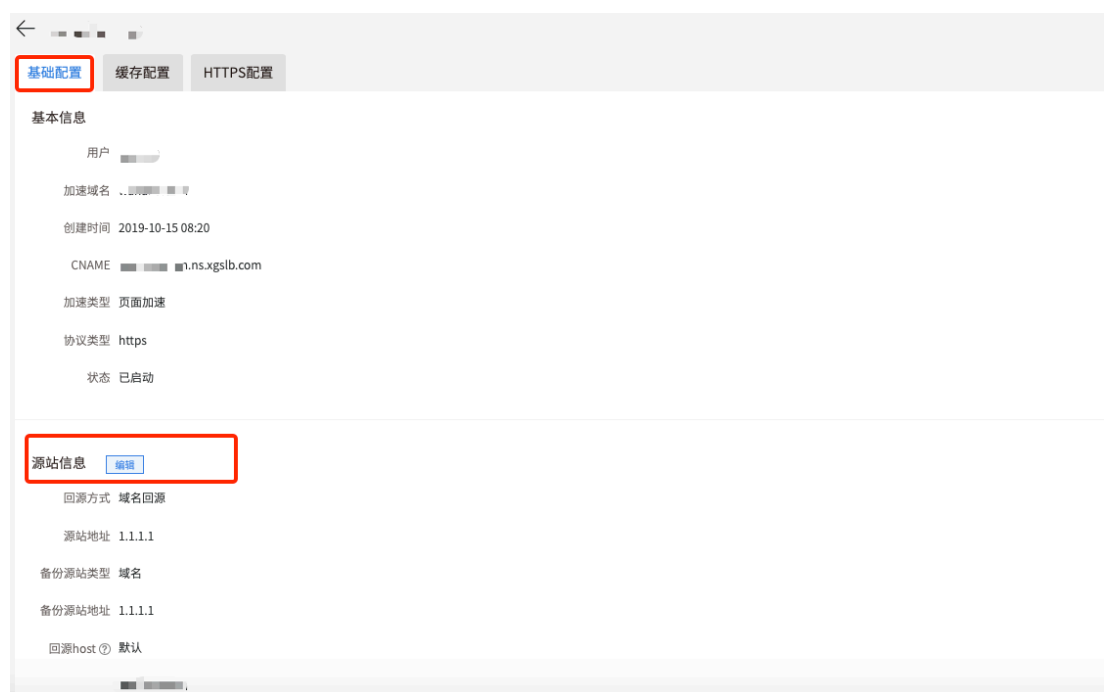 基础配置 缓存配置 HTTPS配置
基本信息
用户
加速域名
创建时间 2019-10-15 08:20
CNAME .ns.xgslb.com
加速类型 页面加速
协议类型 https
状态 已启动
源站信息 编辑
回源方式 域名回源
源站地址 1.1.1.1
备份源站类型 域名
备份源站地址 1.1.1.1
回源host ? 默认